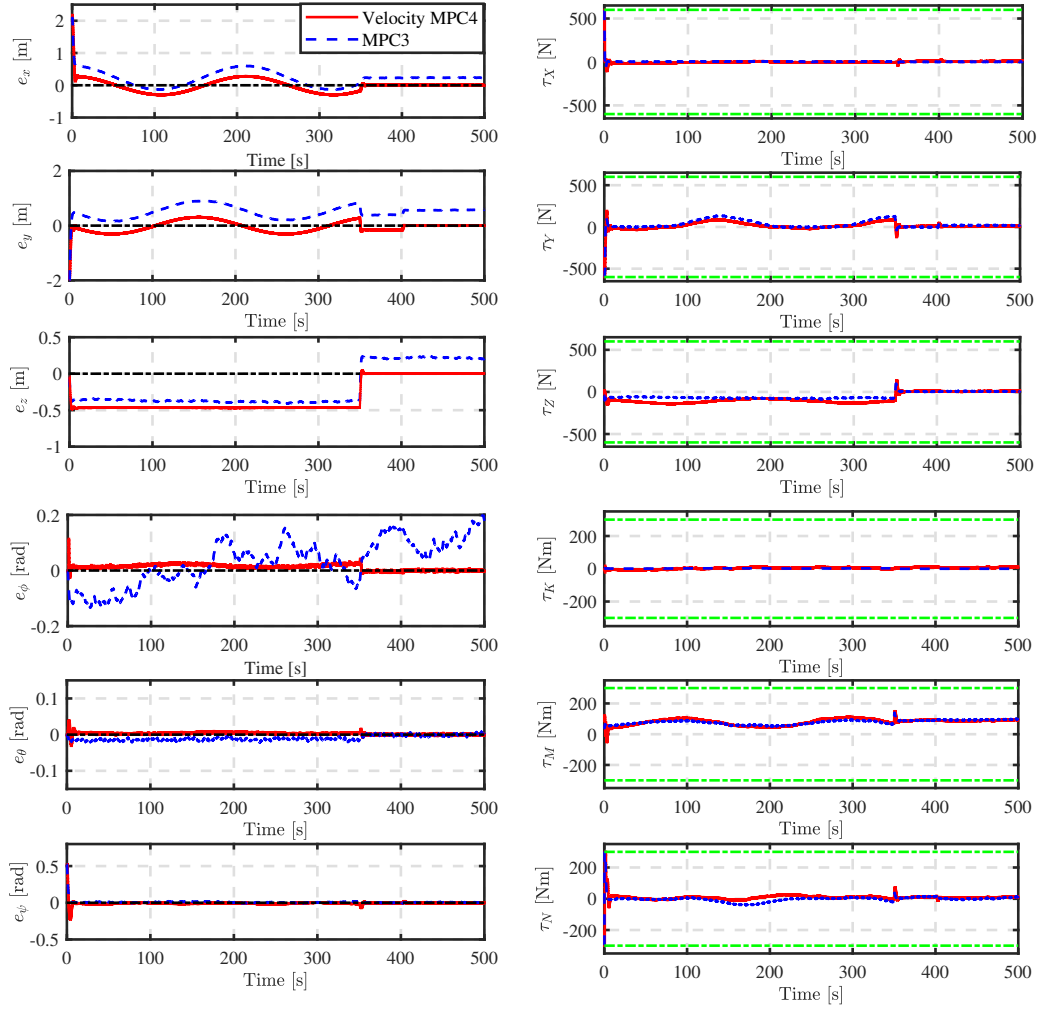 Velocity MPC4
MPC3
e_x [m]
2
1
0
-1
0 100 200 300 400 500
Time [s]
τ_X [N]
500
0
-500
0 100 200 300 400 500
Time [s]
e_y [m]
2
0
-2
0 100 200 300 400 500
Time [s]
τ_Y [N]
500
0
-500
0 100 200 300 400 500
Time [s]
e_z [m]
0.5
0
-0.5
-1
0 100 200 300 400 500
Time [s]
τ_Z [N]
500
0
-500
0 100 200 300 400 500
Time [s]
e_ϕ [rad]
0.2
0
-0.2
0 100 200 300 400 500
Time [s]
τ_K [Nm]
200
0
-200
0 100 200 300 400 500
Time [s]
e_θ [rad]
0.1
0
-0.1
0 100 200 300 400 500
Time [s]
τ_M [Nm]
200
0
-200
0 100 200 300 400 500
Time [s]
e_ψ [rad]
0.5
0
-0.5
0 100 200 300 400 500
Time [s]
τ_N [Nm]
200
0
-200
0 100 200 300 400 500
Time [s]